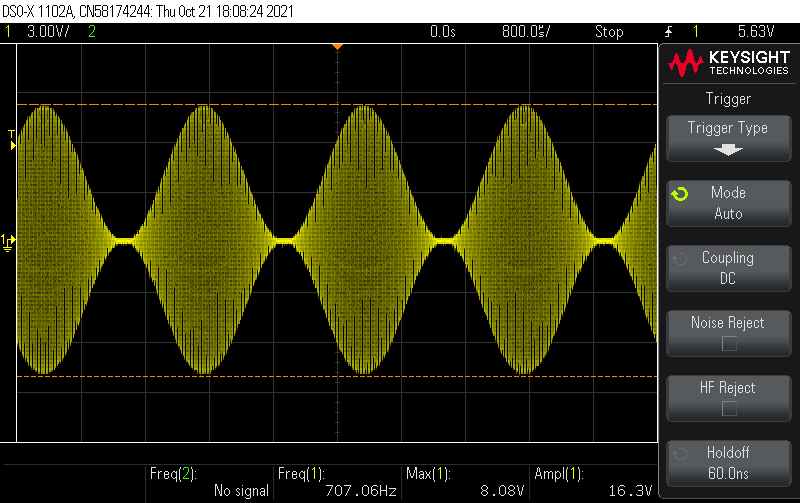 DSO-X 1102A, CN58174244: Thu Oct 21 18:08:24 2021
1 3.00V/ 2 0.0s 800.0µs/ Stop 1 5.63V
KEYSIGHT
TECHNOLOGIES
Trigger
Trigger Type
T
Mode
Auto
1
Coupling
DC
Noise Reject
HF Reject
Holdoff
60.0ns
Freq(2): Freq(1): Max(1): Ampl(1):
No signal 707.06Hz 8.08V 16.3V